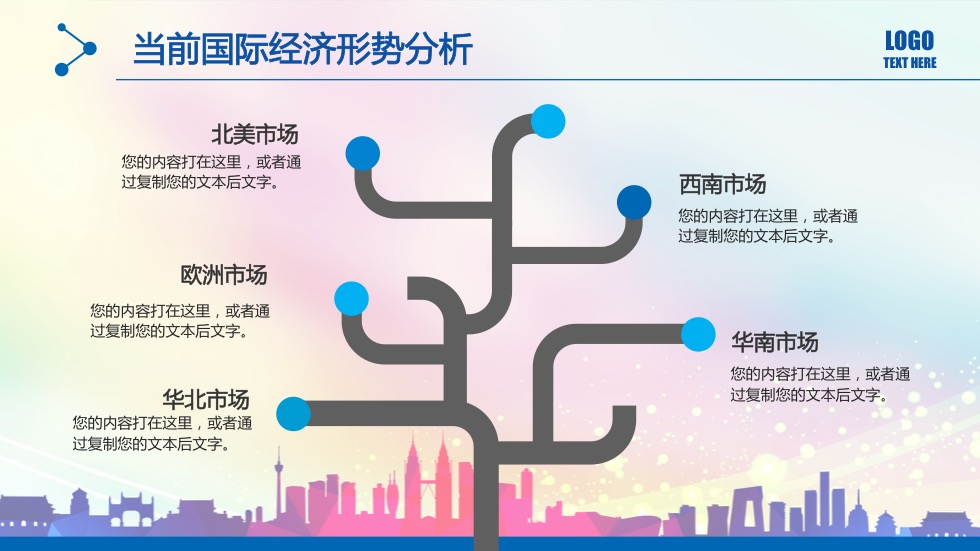 当前国际经济形势分析
LOGO
TEXT HERE
北美市场
您的内容打在这里，或者通
过复制您的文本后文字。
西南市场
您的内容打在这里，或者通
过复制您的文本后文字。
欧洲市场
您的内容打在这里，或者通
过复制您的文本后文字。
华南市场
您的内容打在这里，或者通
过复制您的文本后文字。
华北市场
您的内容打在这里，或者通
过复制您的文本后文字。